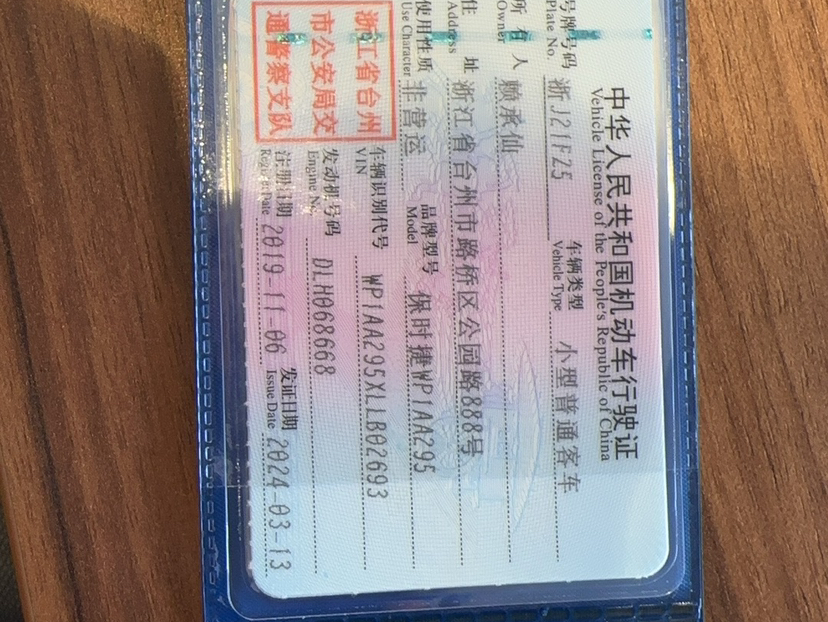 中华人民共和国机动车行驶证
Vehicle License of the People's Republic of China
号牌号码 浙J21F25 车辆类型 小型普通客车
Plate No. Vehicle Type
所有人 赖承仙
Owner
住址 浙江省台州市路桥区公园路888号
Address
使用性质 非营运 品牌型号 保时捷WP1AA295
Use Character Model
浙江省台州
市公安局交
通警察支队
车辆识别代号 WP1AA295XLLB02693
VIN
发动机号码 DLH068668
Engine No.
注册日期 2019-11-06 发证日期 2024-03-13
Register Date Issue Date